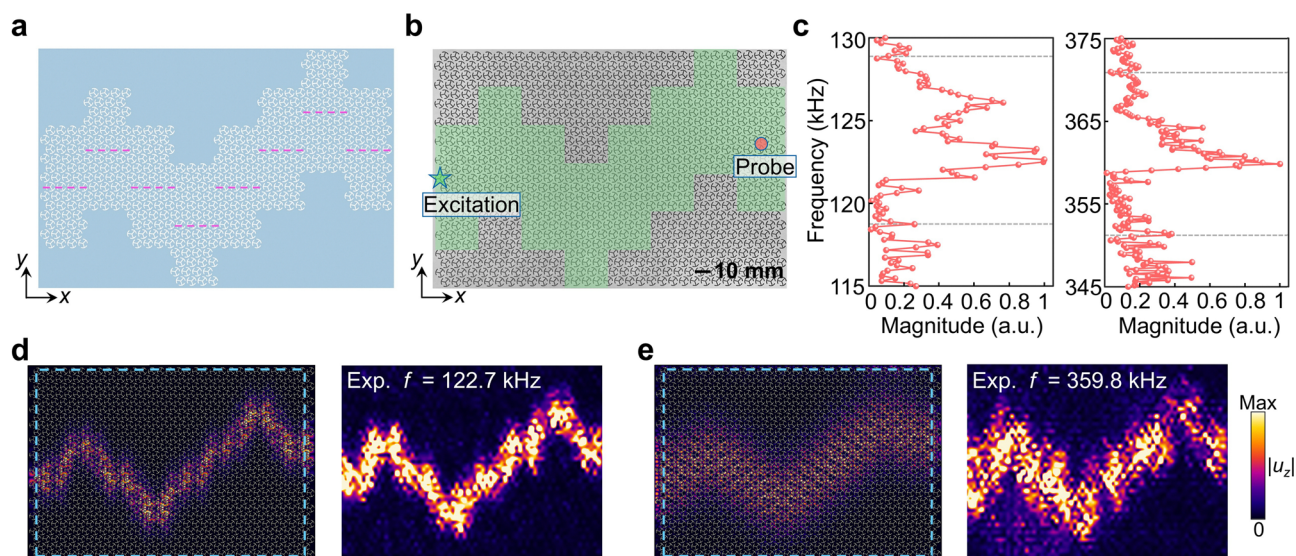 a
y
x
b
Excitation
Probe
10 mm
y
x
c
Frequency (kHz)
130
125
120
115
0 0.2 0.4 0.6 0.8 1
Magnitude (a.u.)
375
365
355
345
0 0.2 0.4 0.6 0.8 1
Magnitude (a.u.)
d
Exp. f = 122.7 kHz
e
Exp. f = 359.8 kHz
Max
|uz|
0